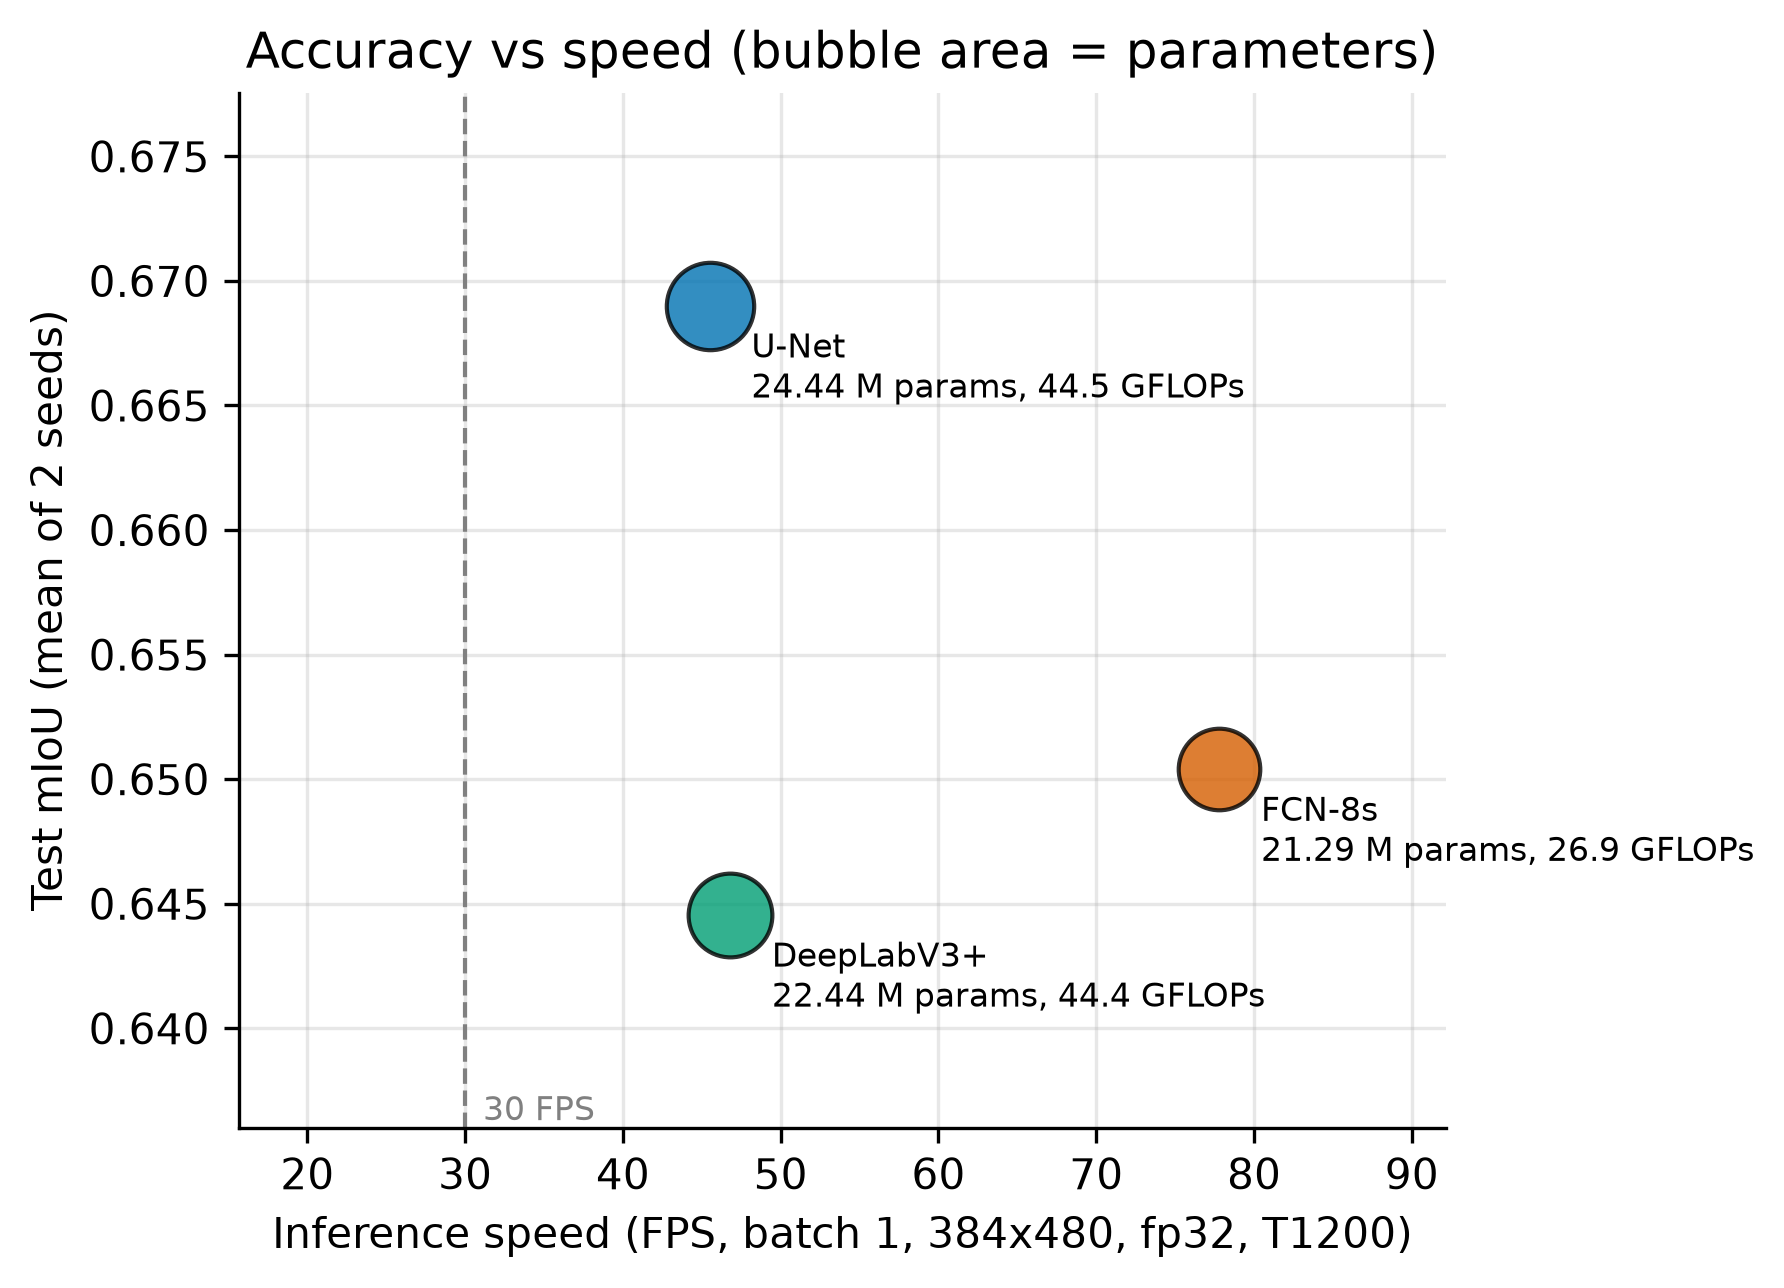 Accuracy vs speed (bubble area = parameters)
Test mIoU (mean of 2 seeds)
0.675
0.670
0.665
0.660
0.655
0.650
0.645
0.640
U-Net
24.44 M params, 44.5 GFLOPs
FCN-8s
21.29 M params, 26.9 GFLOPs
DeepLabV3+
22.44 M params, 44.4 GFLOPs
30 FPS
20 30 40 50 60 70 80 90
Inference speed (FPS, batch 1, 384x480, fp32, T1200)